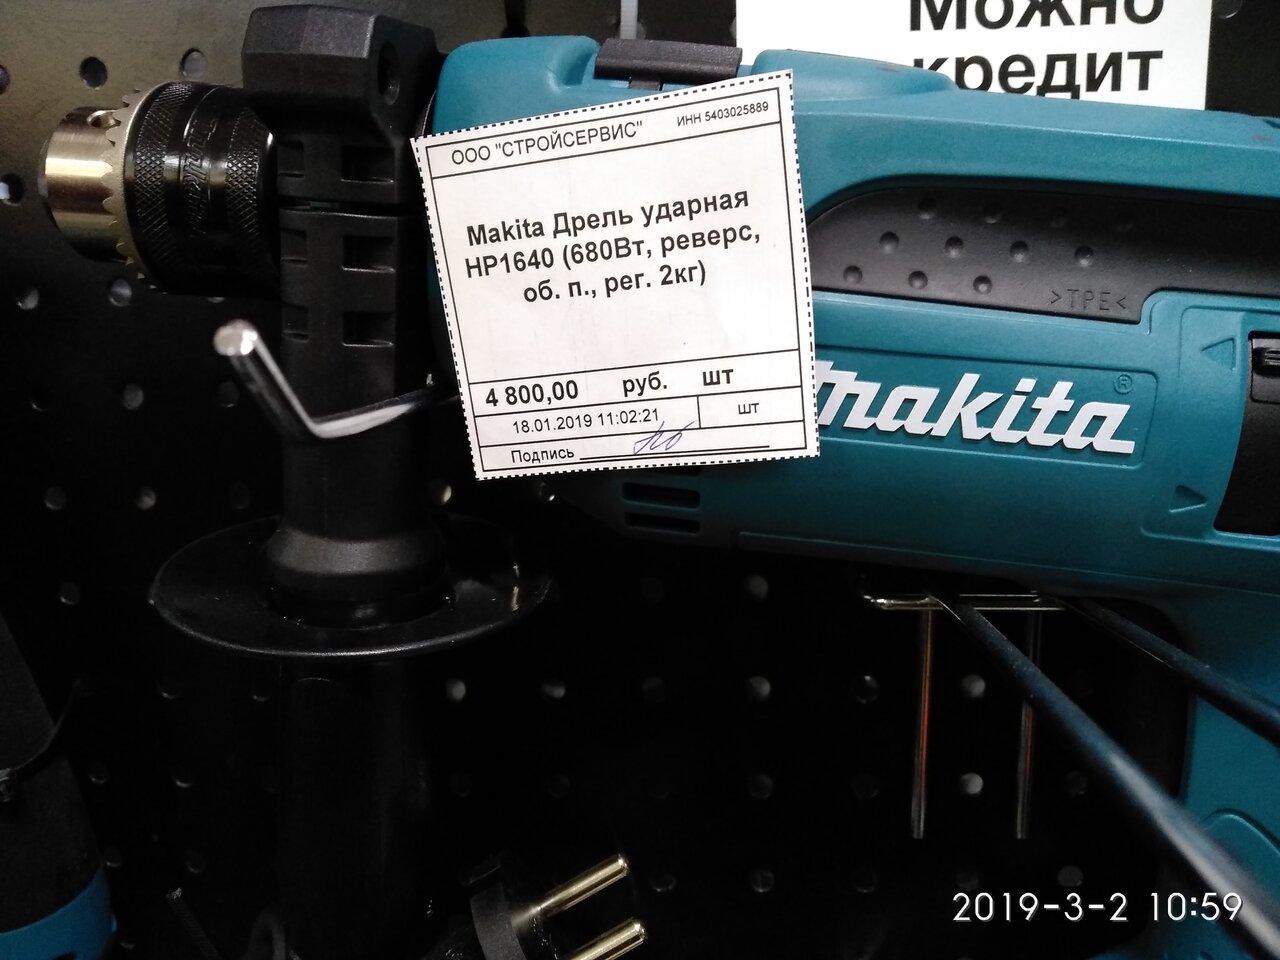 Можно
кредит
ООО "СТРОЙСЕРВИС" ИНН 5403025889
Makita Дрель ударная
HP1640 (680Вт, реверс,
об. п., рег. 2кг)
4 800,00 руб. шт
18.01.2019 11:02:21 шт
Подпись
>TPE<
makita®
2019-3-2 10:59